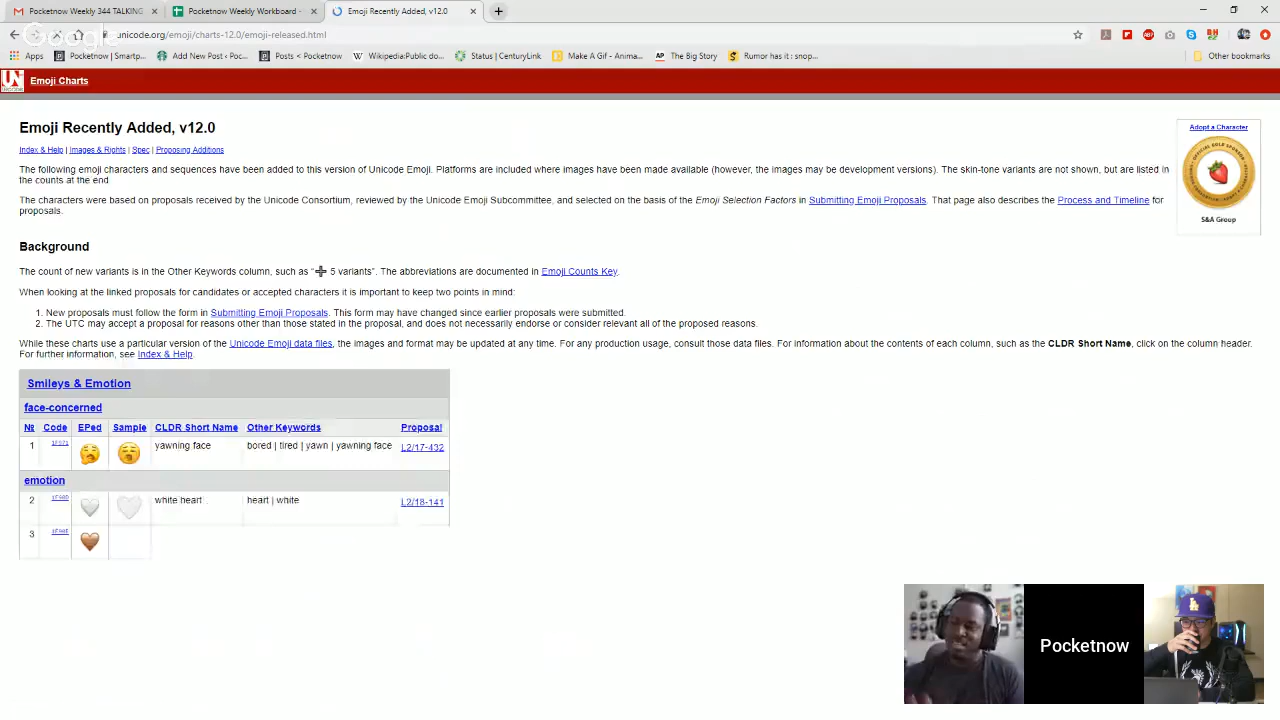 Pocketnow Weekly 344 TALKING
Pocketnow Weekly Workboard -
Emoji Recently Added, v12.0
Google
unicode.org/emoji/charts-12.0/emoji-released.html
Apps
Pocketnow | Smartp...
Add New Post ‹ Poc...
Posts < Pocketnow
Wikipedia:Public do...
Status | CenturyLink
Make A Gif - Anima...
The Big Story
Rumor has it : snop...
Other bookmarks
Emoji Charts
Emoji Recently Added, v12.0
Index & Help | Images & Rights | Spec | Proposing Additions
The following emoji characters and sequences have been added to this version of Unicode Emoji. Platforms are included where images have been made available (however, the images may be development versions). The skin-tone variants are not shown, but are listed in
the counts at the end
The characters were based on proposals received by the Unicode Consortium, reviewed by the Unicode Emoji Subcommittee, and selected on the basis of the Emoji Selection Factors in Submitting Emoji Proposals. That page also describes the Process and Timeline for
proposals.
Adopt a Character
OFFICIAL GOLD SPONSOR
S&A Group
Background
The count of new variants is in the Other Keywords column, such as "➕ 5 variants". The abbreviations are documented in Emoji Counts Key.
When looking at the linked proposals for candidates or accepted characters it is important to keep two points in mind:
1. New proposals must follow the form in Submitting Emoji Proposals. This form may have changed since earlier proposals were submitted.
2. The UTC may accept a proposal for reasons other than those stated in the proposal, and does not necessarily endorse or consider relevant all of the proposed reasons.
While these charts use a particular version of the Unicode Emoji data files, the images and format may be updated at any time. For any production usage, consult those data files. For information about the contents of each column, such as the CLDR Short Name, click on the column header.
For further information, see Index & Help.
Smileys & Emotion
face-concerned
№ Code EPed Sample CLDR Short Name Other Keywords Proposal
1 1F971 yawning face bored | tired | yawn | yawning face L2/17-432
emotion
2 1F90D white heart heart | white L2/18-141
3 1F90E
Pocketnow